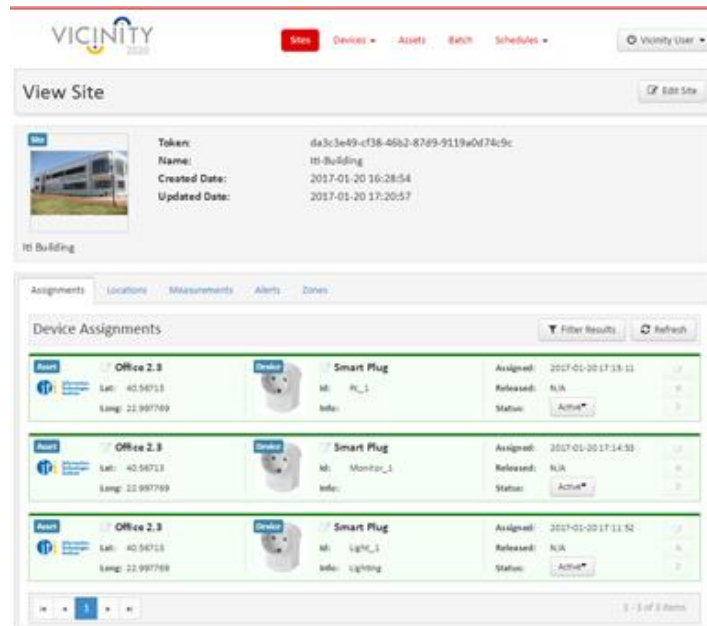 VICINITY
2020
Sites Devices Assets Batch Schedules Vicinity User
View Site
Edit Site
Site
Token: da3c3e49-cf38-46b2-87d9-9119a0d74c9c
Name: Iti-Building
Created Date: 2017-01-20 16:28:54
Updated Date: 2017-01-20 17:20:57
Iti Building
Assignments Locations Measurements Alerts Zones
Device Assignments
Filter Results Refresh
Asset Office 2.3 Device Smart Plug Assigned: 2017-01-20 17:15:11
Lat: 40.56713 Id: Pc_1 Released: N/A
Long: 22.997769 Info: Status: Active
Asset Office 2.3 Device Smart Plug Assigned: 2017-01-20 17:14:55
Lat: 40.56713 Id: Monitor_1 Released: N/A
Long: 22.997769 Info: Status: Active
Asset Office 2.3 Device Smart Plug Assigned: 2017-01-20 17:11:52
Lat: 40.56713 Id: Light_1 Released: N/A
Long: 22.997769 Info: Lighting Status: Active
1
1 - 3 of 3 items